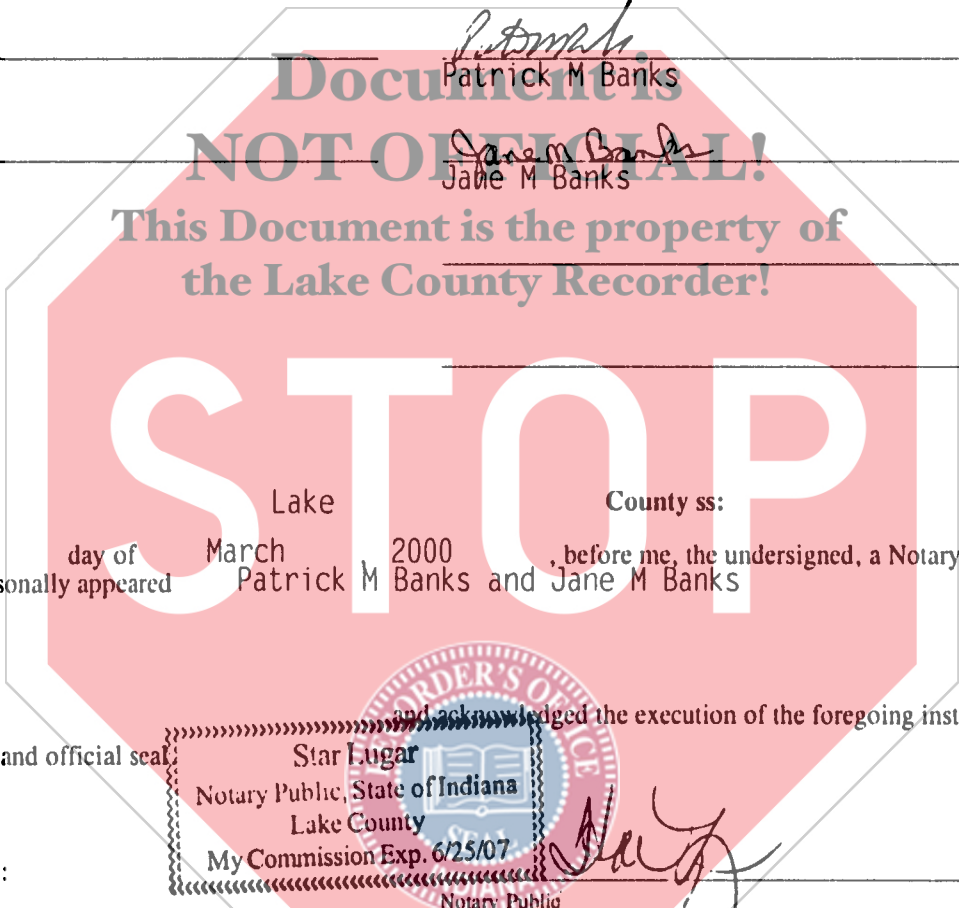 Patrick M Banks
Document is
Jane M Banks
NOT OFFICIAL!
Jane M Banks
This Document is the property of
the Lake County Recorder!
STOP
Lake County ss:
day of March 2000 , before me, the undersigned, a Notary
sonally appeared Patrick M Banks and Jane M Banks
and acknowledged the execution of the foregoing inst
and official seal.
Star Lugar
Notary Public, State of Indiana
Lake County
My Commission Exp. 6/25/07
:
Notary Public
RECORDER'S OFFICE
SEAL
INDIANA